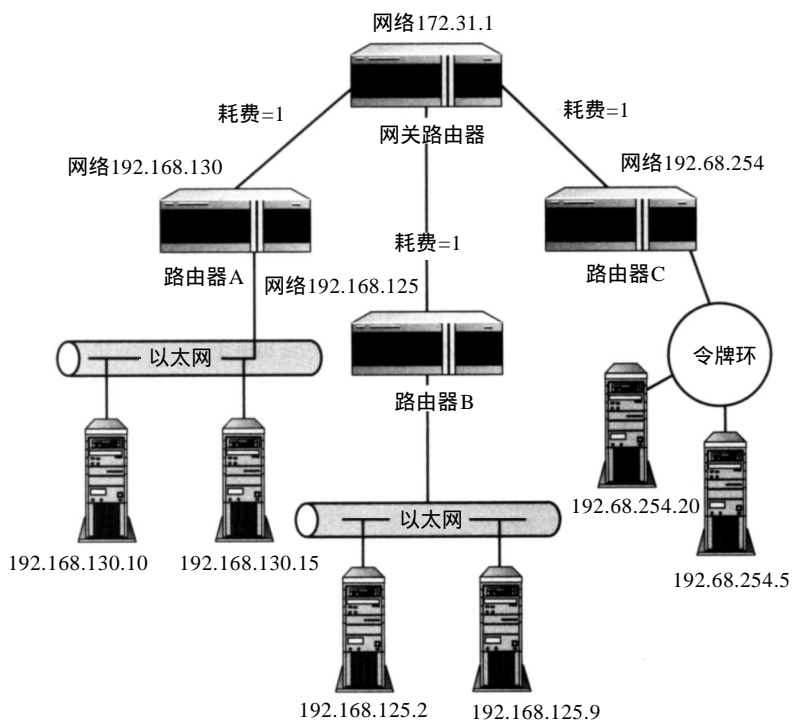 网络172.31.1
耗费=1
网关路由器
耗费=1
网络192.168.130
网络192.68.254
路由器A
耗费=1
路由器C
网络192.168.125
以太网
令牌环
路由器B
192.168.130.10
192.168.130.15
以太网
192.68.254.20
192.68.254.5
192.168.125.2
192.168.125.9